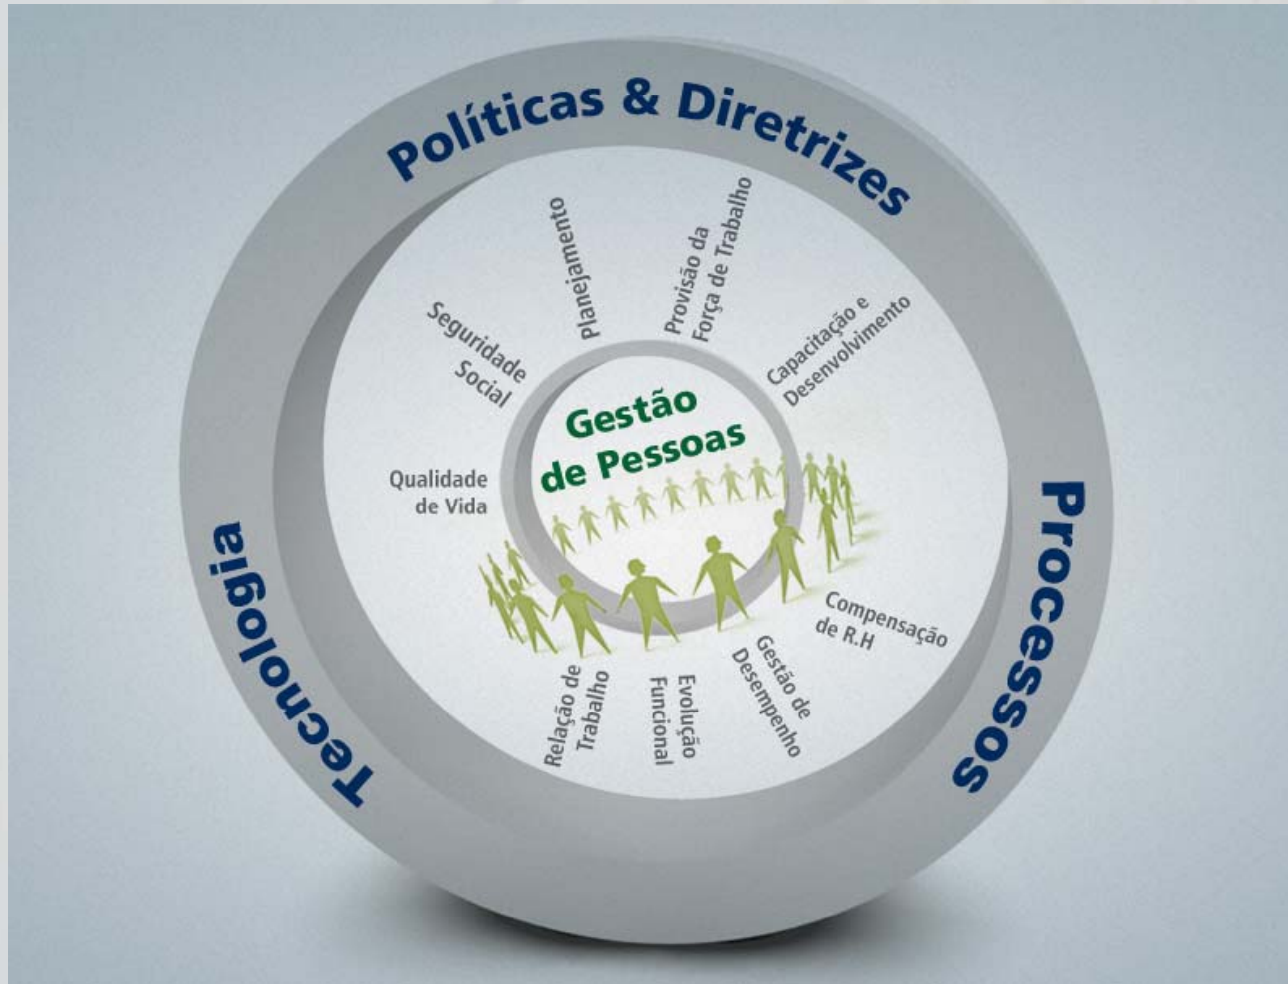 Políticas & Diretrizes
Processos
Tecnologia
Planejamento
Provisão da
Força de Trabalho
Capacitação e
Desenvolvimento
Compensação
de R.H
Gestão de
Desempenho
Evolução
Funcional
Relação de
Trabalho
Qualidade
de Vida
Seguridade
Social
Gestão
de Pessoas